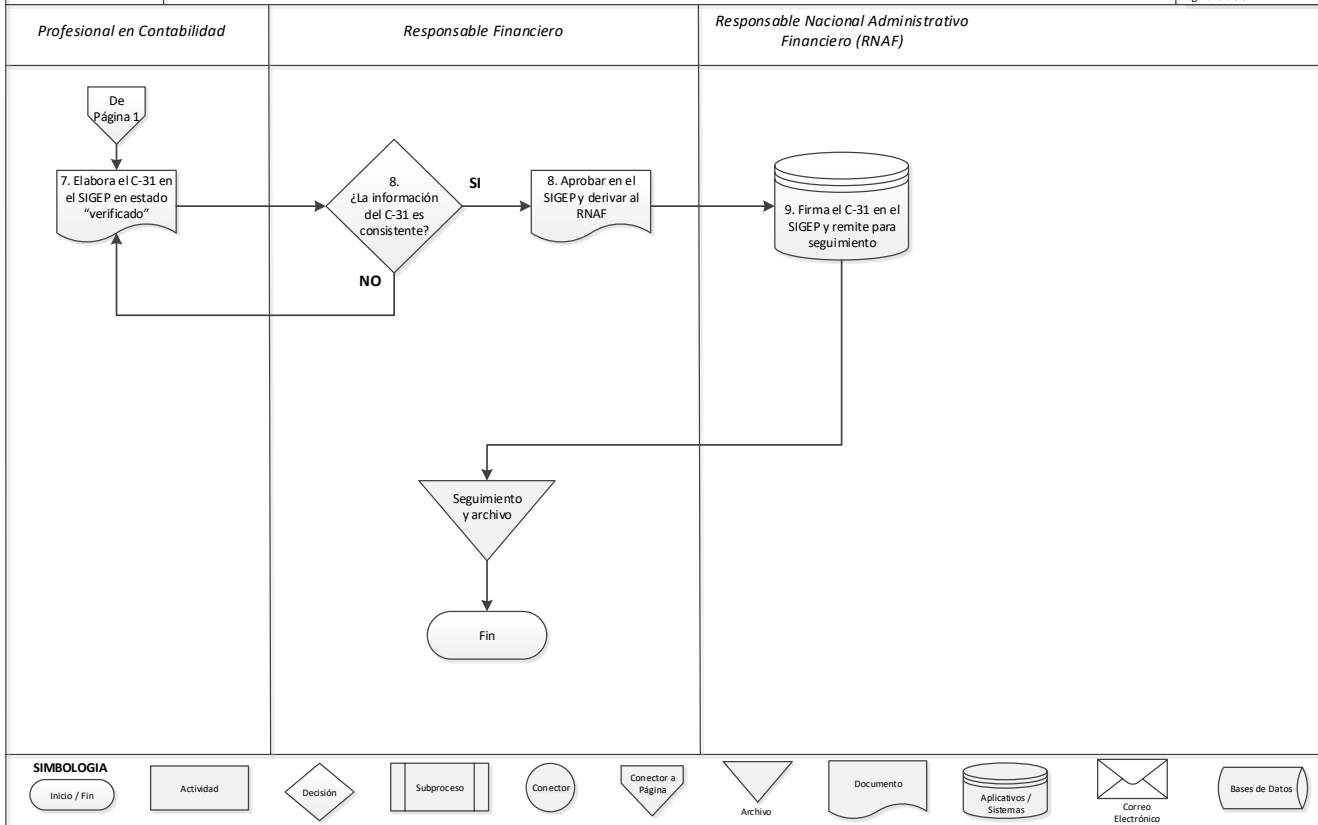 Profesional en Contabilidad
Responsable Financiero
Responsable Nacional Administrativo
Financiero (RNAF)
De
Página 1
7. Elabora el C-31 en
el SIGEP en estado
“verificado”
8.
¿La información
del C-31 es
consistente?
SI
NO
8. Aprobar en el
SIGEP y derivar al
RNAF
9. Firma el C-31 en el
SIGEP y remite para
seguimiento
Seguimiento
y archivo
Fin
SIMBOLOGIA
Inicio / Fin
Actividad
Decisión
Subproceso
Conector
Conector a
Página
Archivo
Documento
Aplicativos /
Sistemas
Correo
Electrónico
Bases de Datos